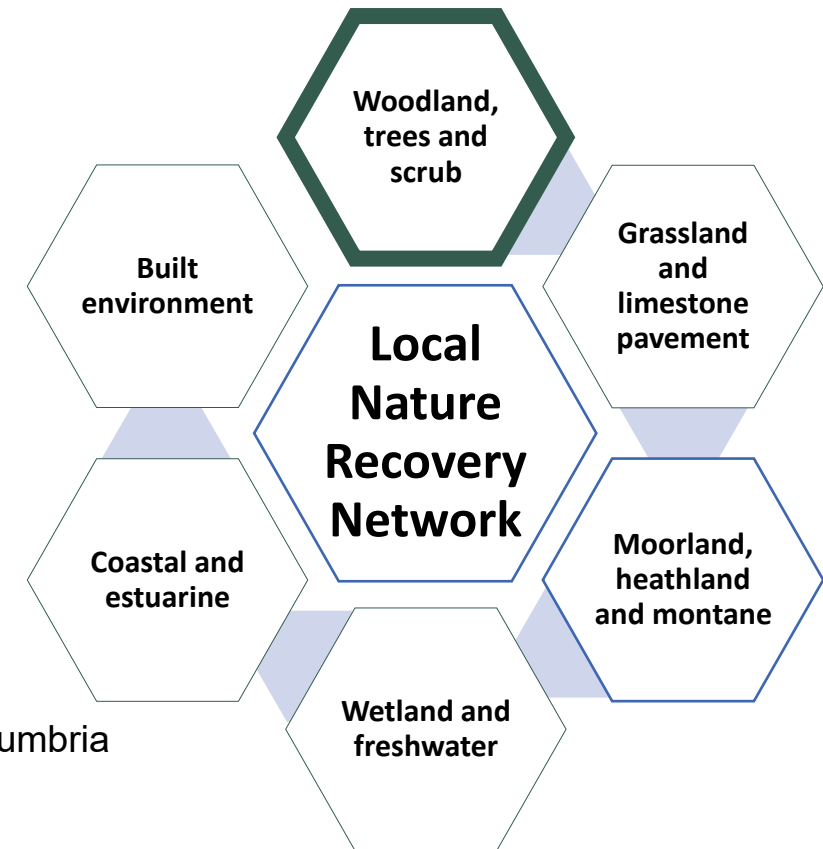 Woodland,
trees and
scrub
Grassland
and
limestone
pavement
Built
environment
Local
Nature
Recovery
Network
Moorland,
heathland
and montane
Coastal and
estuarine
Wetland and
freshwater
umbria